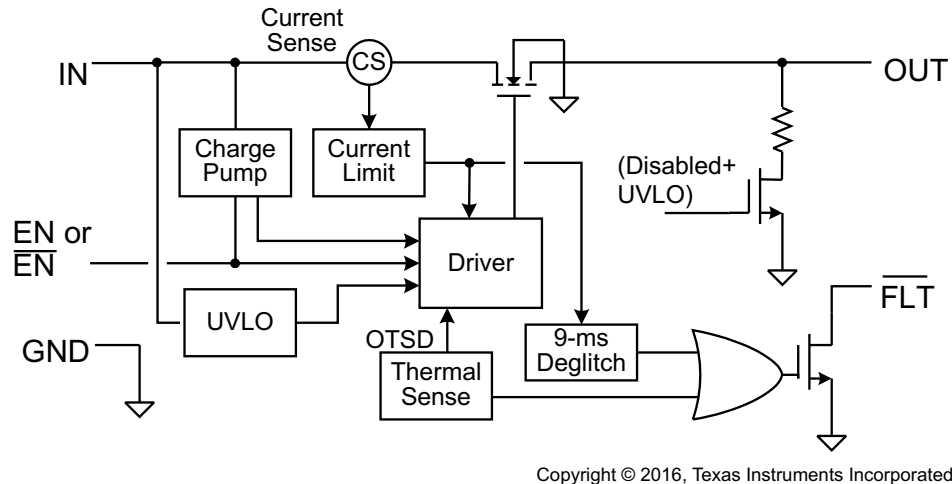 Current
Sense
IN
CS
OUT
Charge
Pump
Current
Limit
(Disabled+
UVLO)
EN or
EN
Driver
FLT
UVLO
GND
OTSD
9-ms
Deglitch
Thermal
Sense
Copyright © 2016, Texas Instruments Incorporated